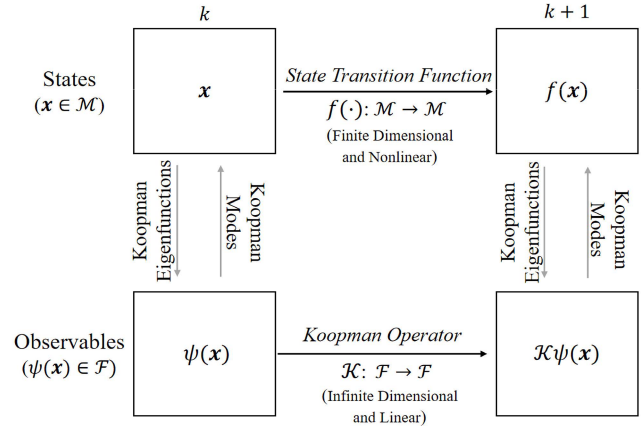 k
k + 1
States
(x ∈ ℳ)
x
State Transition Function
f(·): ℳ → ℳ
(Finite Dimensional
and Nonlinear)
f(x)
Koopman
Eigenfunctions
Koopman
Modes
Koopman
Eigenfunctions
Koopman
Modes
Observables
(ψ(x) ∈ ℱ)
ψ(x)
Koopman Operator
𝒦: ℱ → ℱ
(Infinite Dimensional
and Linear)
𝒦ψ(x)